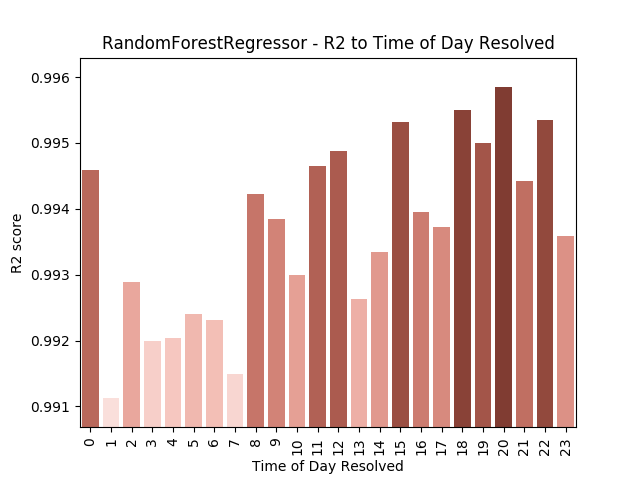 RandomForestRegressor - R2 to Time of Day Resolved
0.996
0.995
0.994
0.993
0.992
0.991
R2 score
0 1 2 3 4 5 6 7 8 9 10 11 12 13 14 15 16 17 18 19 20 21 22 23
Time of Day Resolved